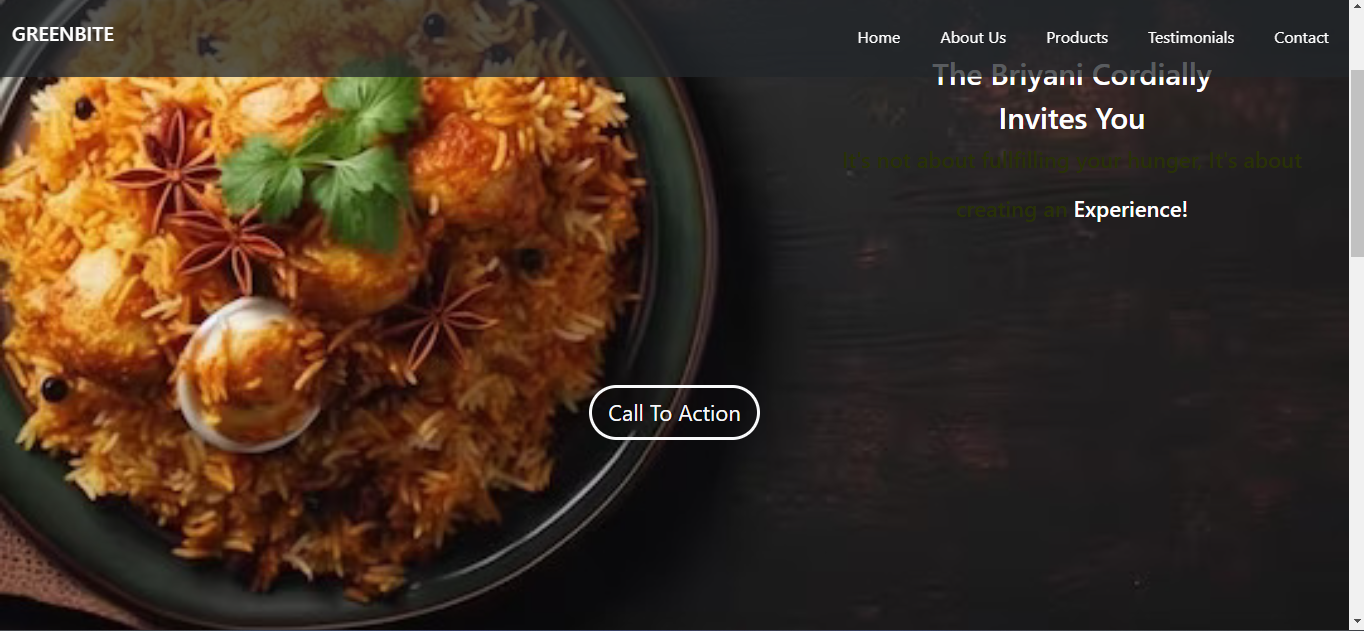 GREENBITE
Home About Us Products Testimonials Contact
The Briyani Cordially
Invites You
It's not about fulfilling your hunger, It's about
creating an Experience!
Call To Action